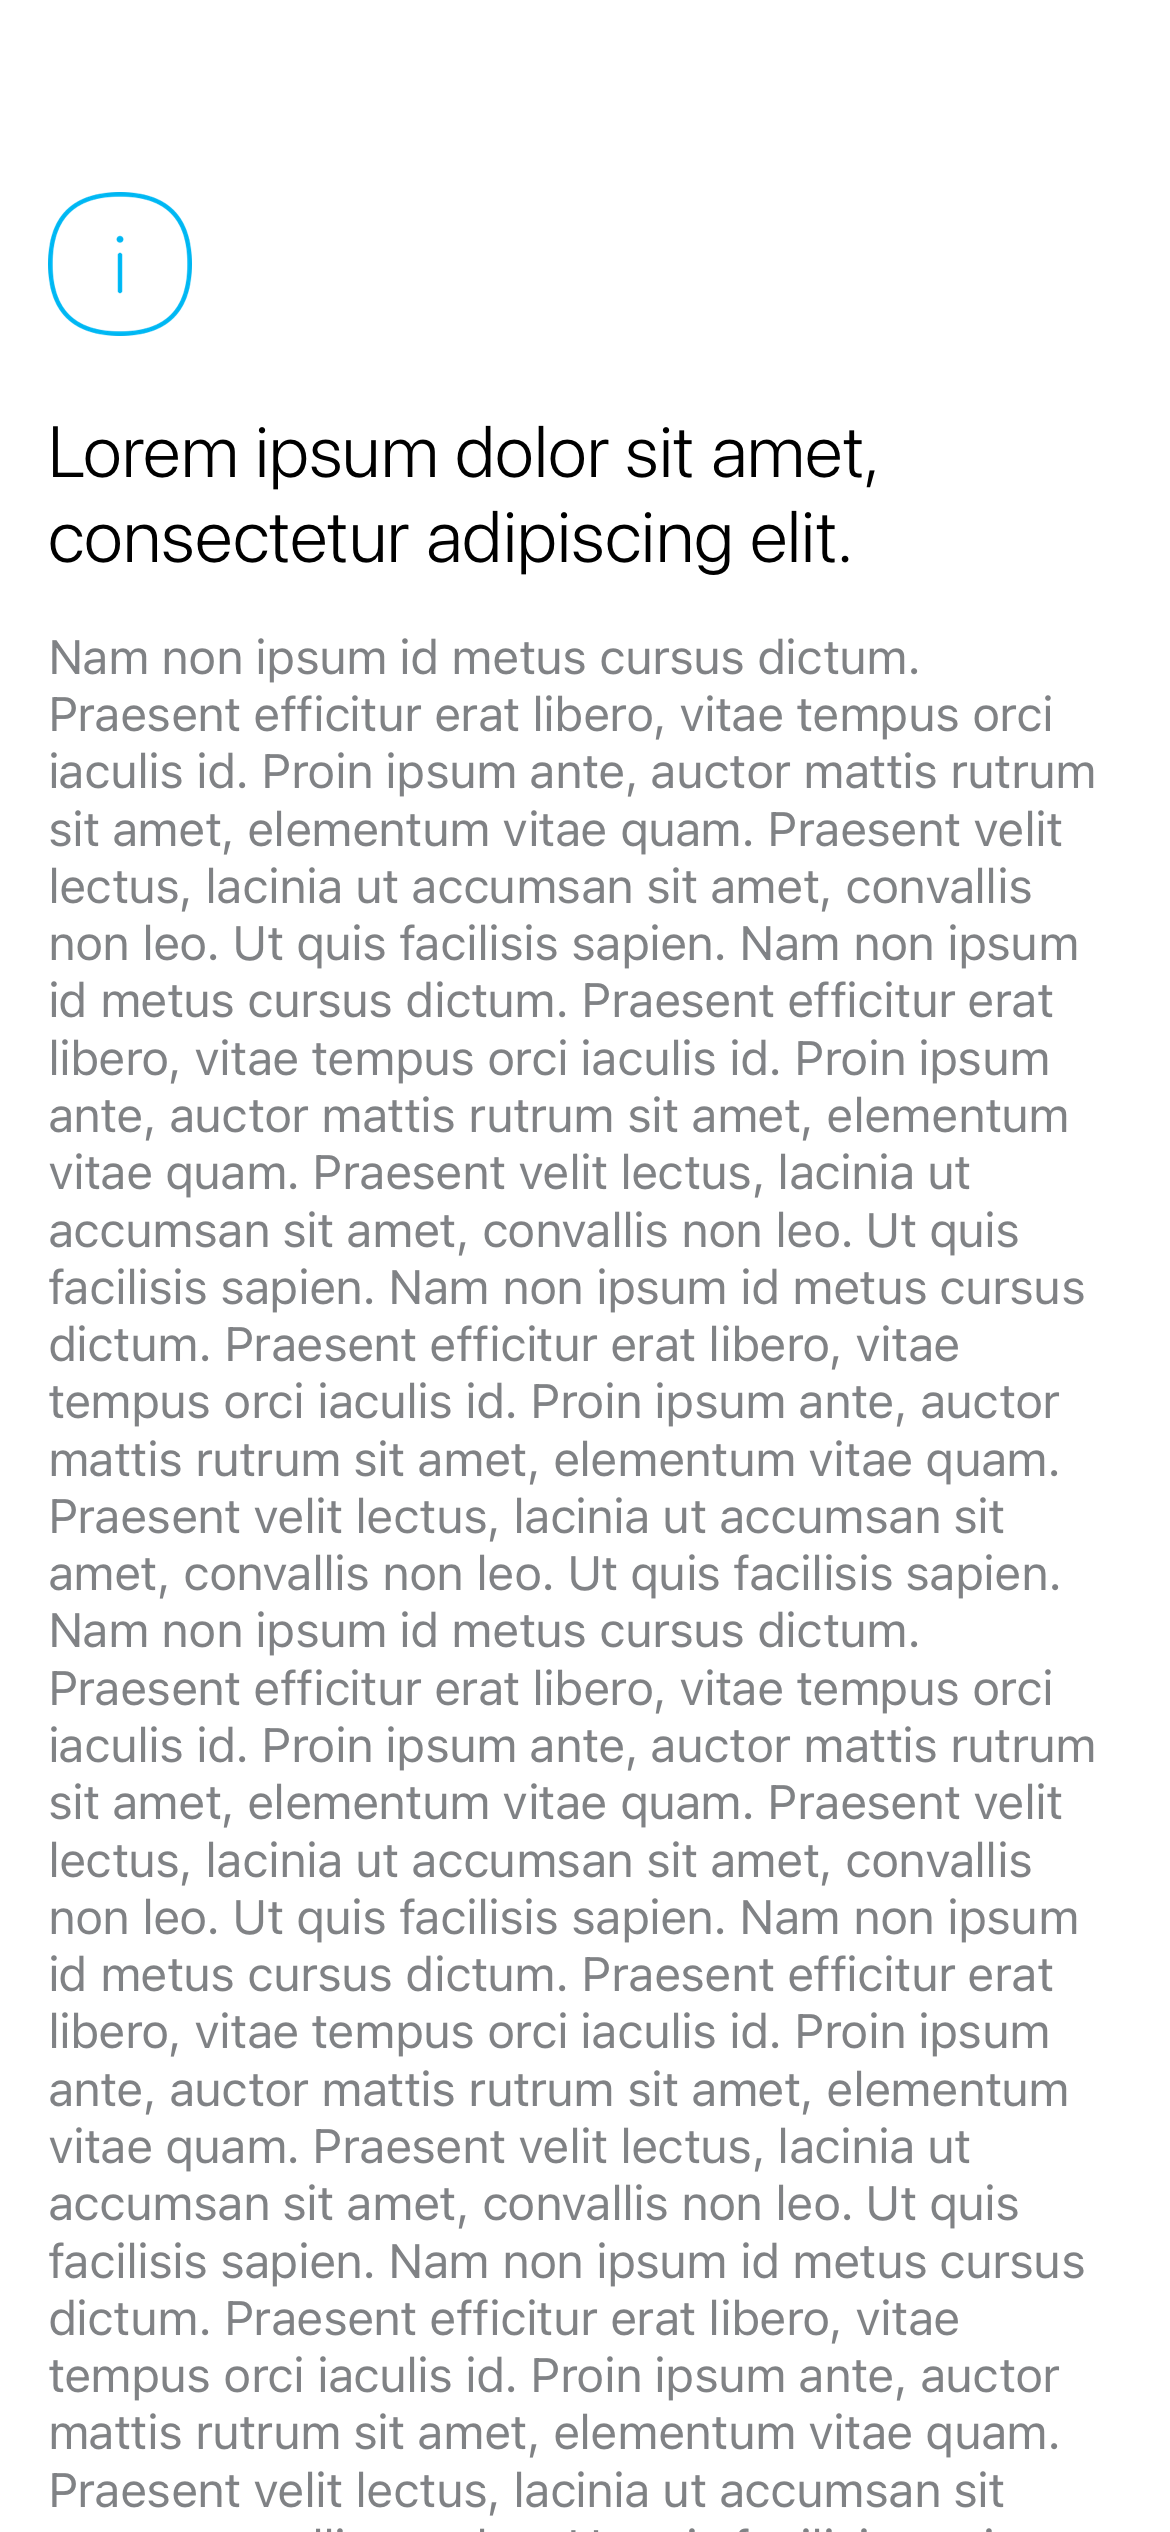 i
Lorem ipsum dolor sit amet,
consectetur adipiscing elit.
Nam non ipsum id metus cursus dictum.
Praesent efficitur erat libero, vitae tempus orci
iaculis id. Proin ipsum ante, auctor mattis rutrum
sit amet, elementum vitae quam. Praesent velit
lectus, lacinia ut accumsan sit amet, convallis
non leo. Ut quis facilisis sapien. Nam non ipsum
id metus cursus dictum. Praesent efficitur erat
libero, vitae tempus orci iaculis id. Proin ipsum
ante, auctor mattis rutrum sit amet, elementum
vitae quam. Praesent velit lectus, lacinia ut
accumsan sit amet, convallis non leo. Ut quis
facilisis sapien. Nam non ipsum id metus cursus
dictum. Praesent efficitur erat libero, vitae
tempus orci iaculis id. Proin ipsum ante, auctor
mattis rutrum sit amet, elementum vitae quam.
Praesent velit lectus, lacinia ut accumsan sit
amet, convallis non leo. Ut quis facilisis sapien.
Nam non ipsum id metus cursus dictum.
Praesent efficitur erat libero, vitae tempus orci
iaculis id. Proin ipsum ante, auctor mattis rutrum
sit amet, elementum vitae quam. Praesent velit
lectus, lacinia ut accumsan sit amet, convallis
non leo. Ut quis facilisis sapien. Nam non ipsum
id metus cursus dictum. Praesent efficitur erat
libero, vitae tempus orci iaculis id. Proin ipsum
ante, auctor mattis rutrum sit amet, elementum
vitae quam. Praesent velit lectus, lacinia ut
accumsan sit amet, convallis non leo. Ut quis
facilisis sapien. Nam non ipsum id metus cursus
dictum. Praesent efficitur erat libero, vitae
tempus orci iaculis id. Proin ipsum ante, auctor
mattis rutrum sit amet, elementum vitae quam.
Praesent velit lectus, lacinia ut accumsan sit